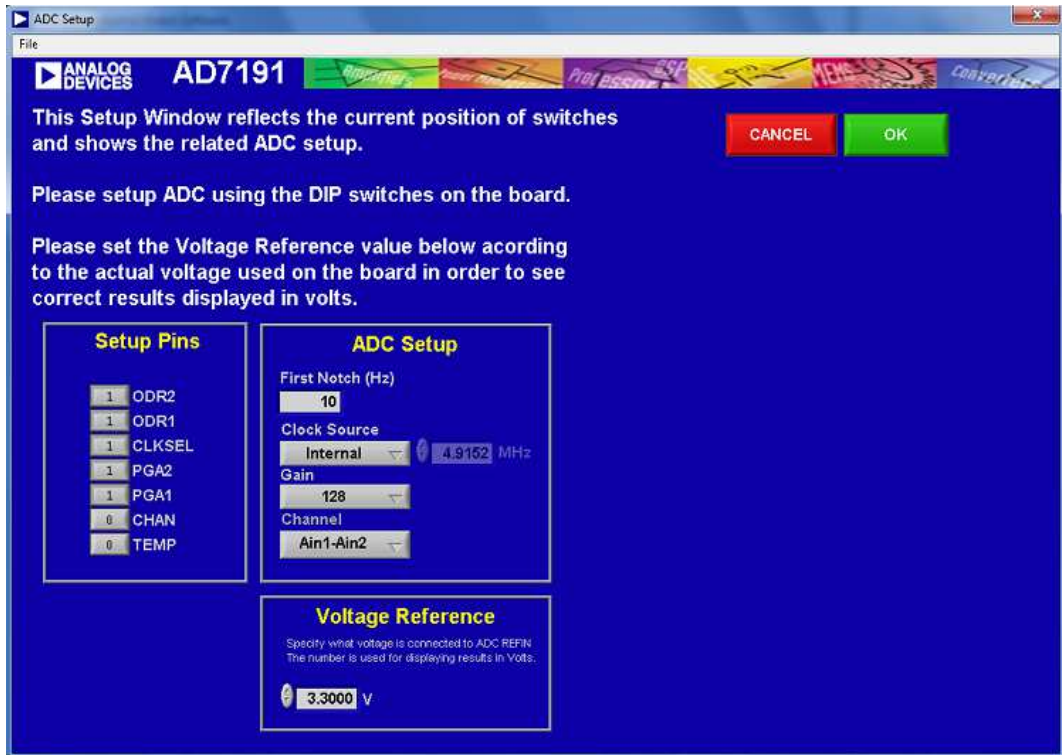 ADC Setup
File
ANALOG
DEVICES
AD7191
Amplifiers
Processors
DSP
MEMS
Converters
This Setup Window reflects the current position of switches
and shows the related ADC setup.
CANCEL
OK
Please setup ADC using the DIP switches on the board.
Please set the Voltage Reference value below acording
to the actual voltage used on the board in order to see
correct results displayed in volts.
Setup Pins
1 ODR2
1 ODR1
1 CLKSEL
1 PGA2
1 PGA1
0 CHAN
0 TEMP
ADC Setup
First Notch (Hz)
10
Clock Source
Internal 4.9152 MHz
Gain
128
Channel
Ain1-Ain2
Voltage Reference
Specify what voltage is connected to ADC REFIN
The number is used for displaying results in Volts.
3.3000 V